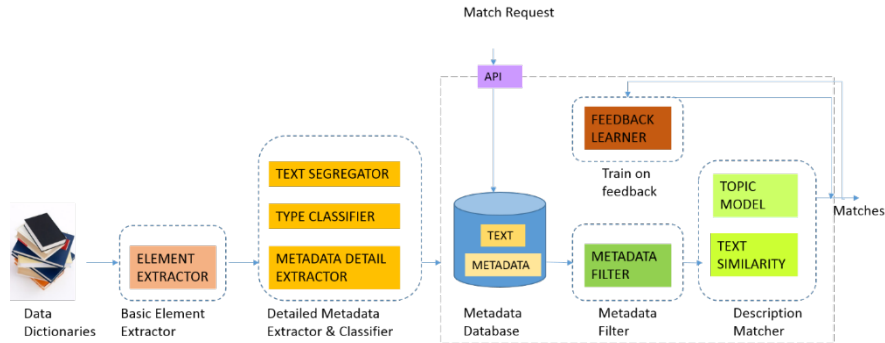 Match Request
API
FEEDBACK
LEARNER
Train on
feedback
TEXT SEGREGATOR
TYPE CLASSIFIER
METADATA DETAIL
EXTRACTOR
ELEMENT
EXTRACTOR
TEXT
METADATA
METADATA
FILTER
TOPIC
MODEL
TEXT
SIMILARITY
Matches
Data
Dictionaries
Basic Element
Extractor
Detailed Metadata
Extractor & Classifier
Metadata
Database
Metadata
Filter
Description
Matcher